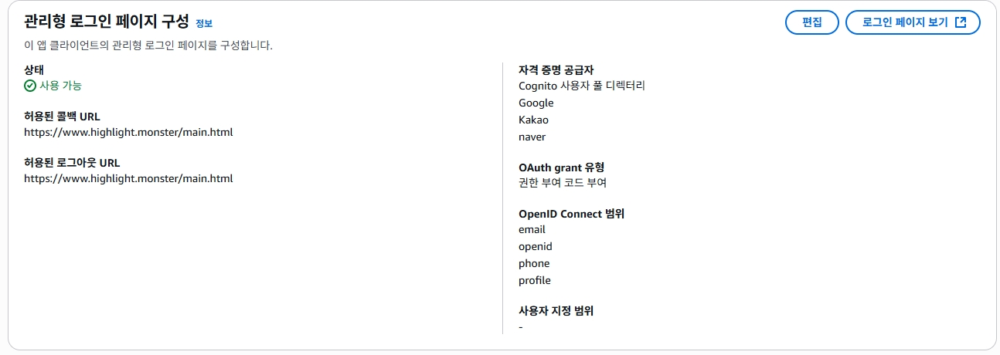 관리형 로그인 페이지 구성 정보
편집
로그인 페이지 보기
이 앱 클라이언트의 관리형 로그인 페이지를 구성합니다.
상태
사용 가능
허용된 콜백 URL
https://www.highlight.monster/main.html
허용된 로그아웃 URL
https://www.highlight.monster/main.html
자격 증명 공급자
Cognito 사용자 풀 디렉터리
Google
Kakao
naver
OAuth grant 유형
권한 부여 코드 부여
OpenID Connect 범위
email
openid
phone
profile
사용자 지정 범위
-